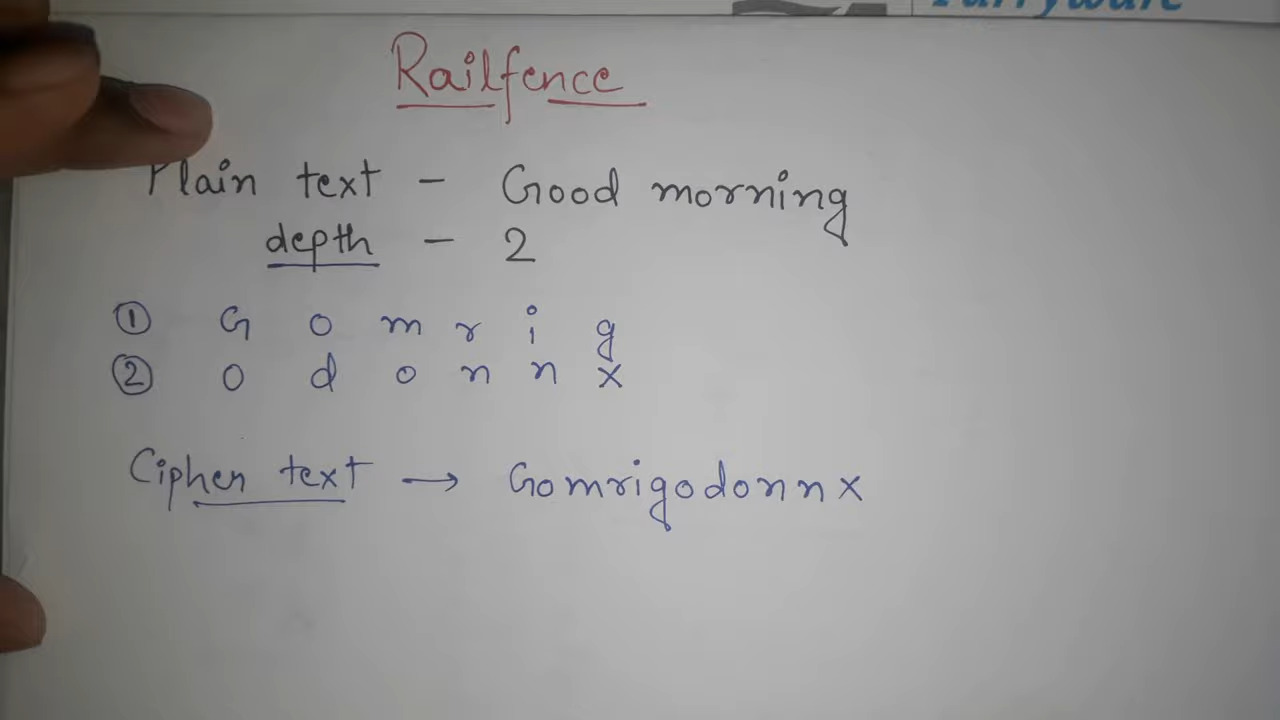 Railfence
Plain text - Good morning
depth - 2
① G o m r i g
② o d o n n x
Cipher text → Gomrigodonnx